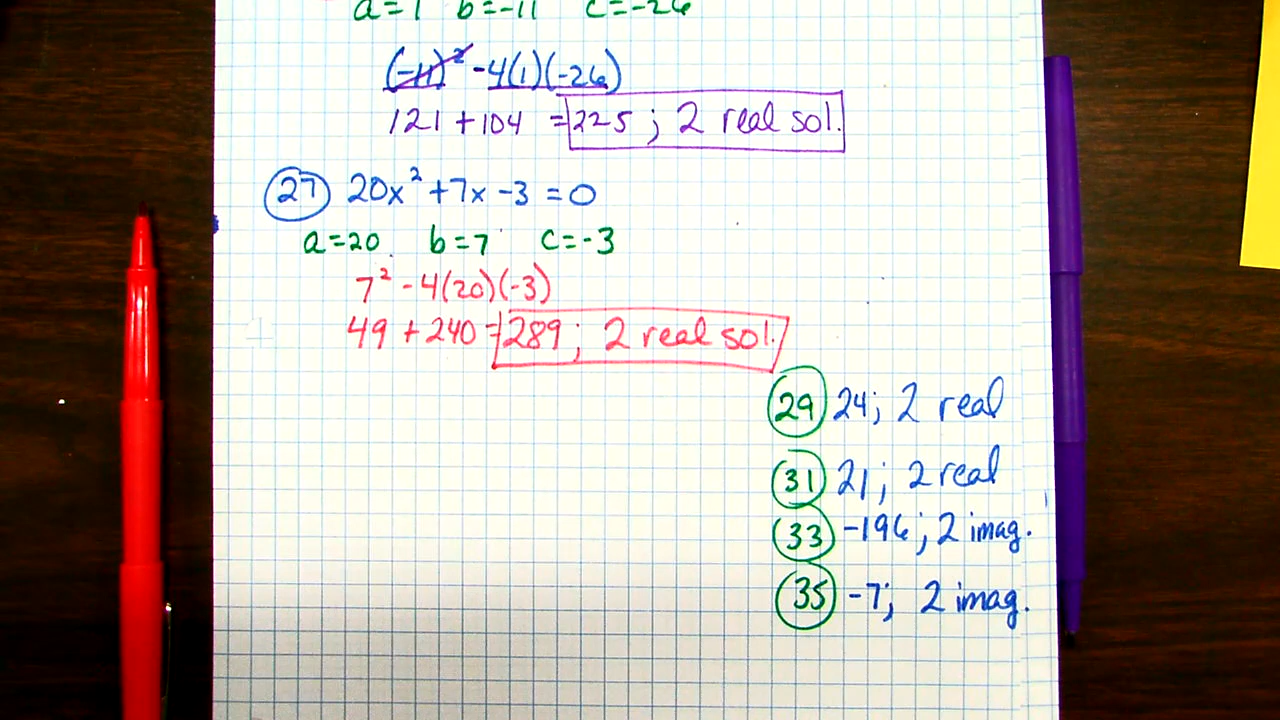 a=1 b=-11 c=-26
(-11)² -4(1)(-26)
121 +104 =225; 2 real sol.
27 20x² +7x -3 =0
a=20 b=7 c=-3
7² -4(20)(-3)
49 +240 =289; 2 real sol.
29 24; 2 real
31 21; 2 real
33 -196; 2 imag.
35 -7; 2 imag.